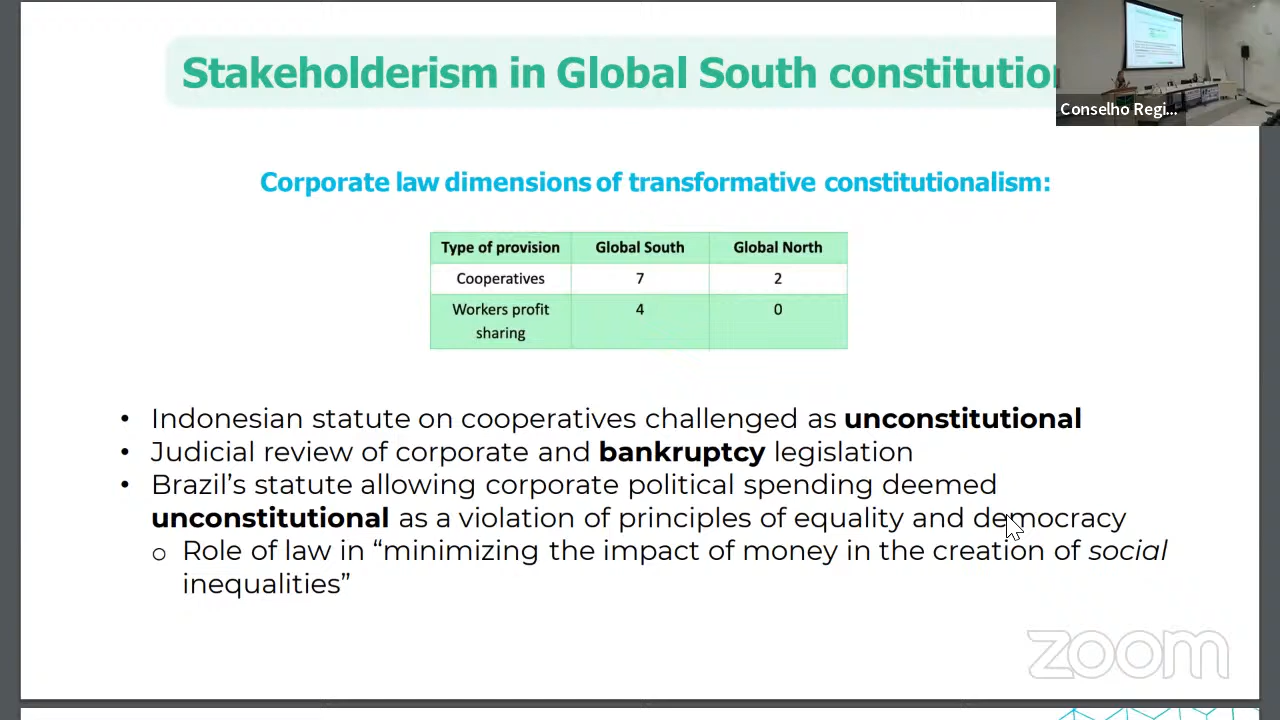 Stakeholderism in Global South constitutio
Conselho Regi...
Corporate law dimensions of transformative constitutionalism:
Type of provision Global South Global North
Cooperatives 7 2
Workers profit 4 0
sharing
• Indonesian statute on cooperatives challenged as unconstitutional
• Judicial review of corporate and bankruptcy legislation
• Brazil’s statute allowing corporate political spending deemed
unconstitutional as a violation of principles of equality and democracy
o Role of law in “minimizing the impact of money in the creation of social
inequalities”
zoom